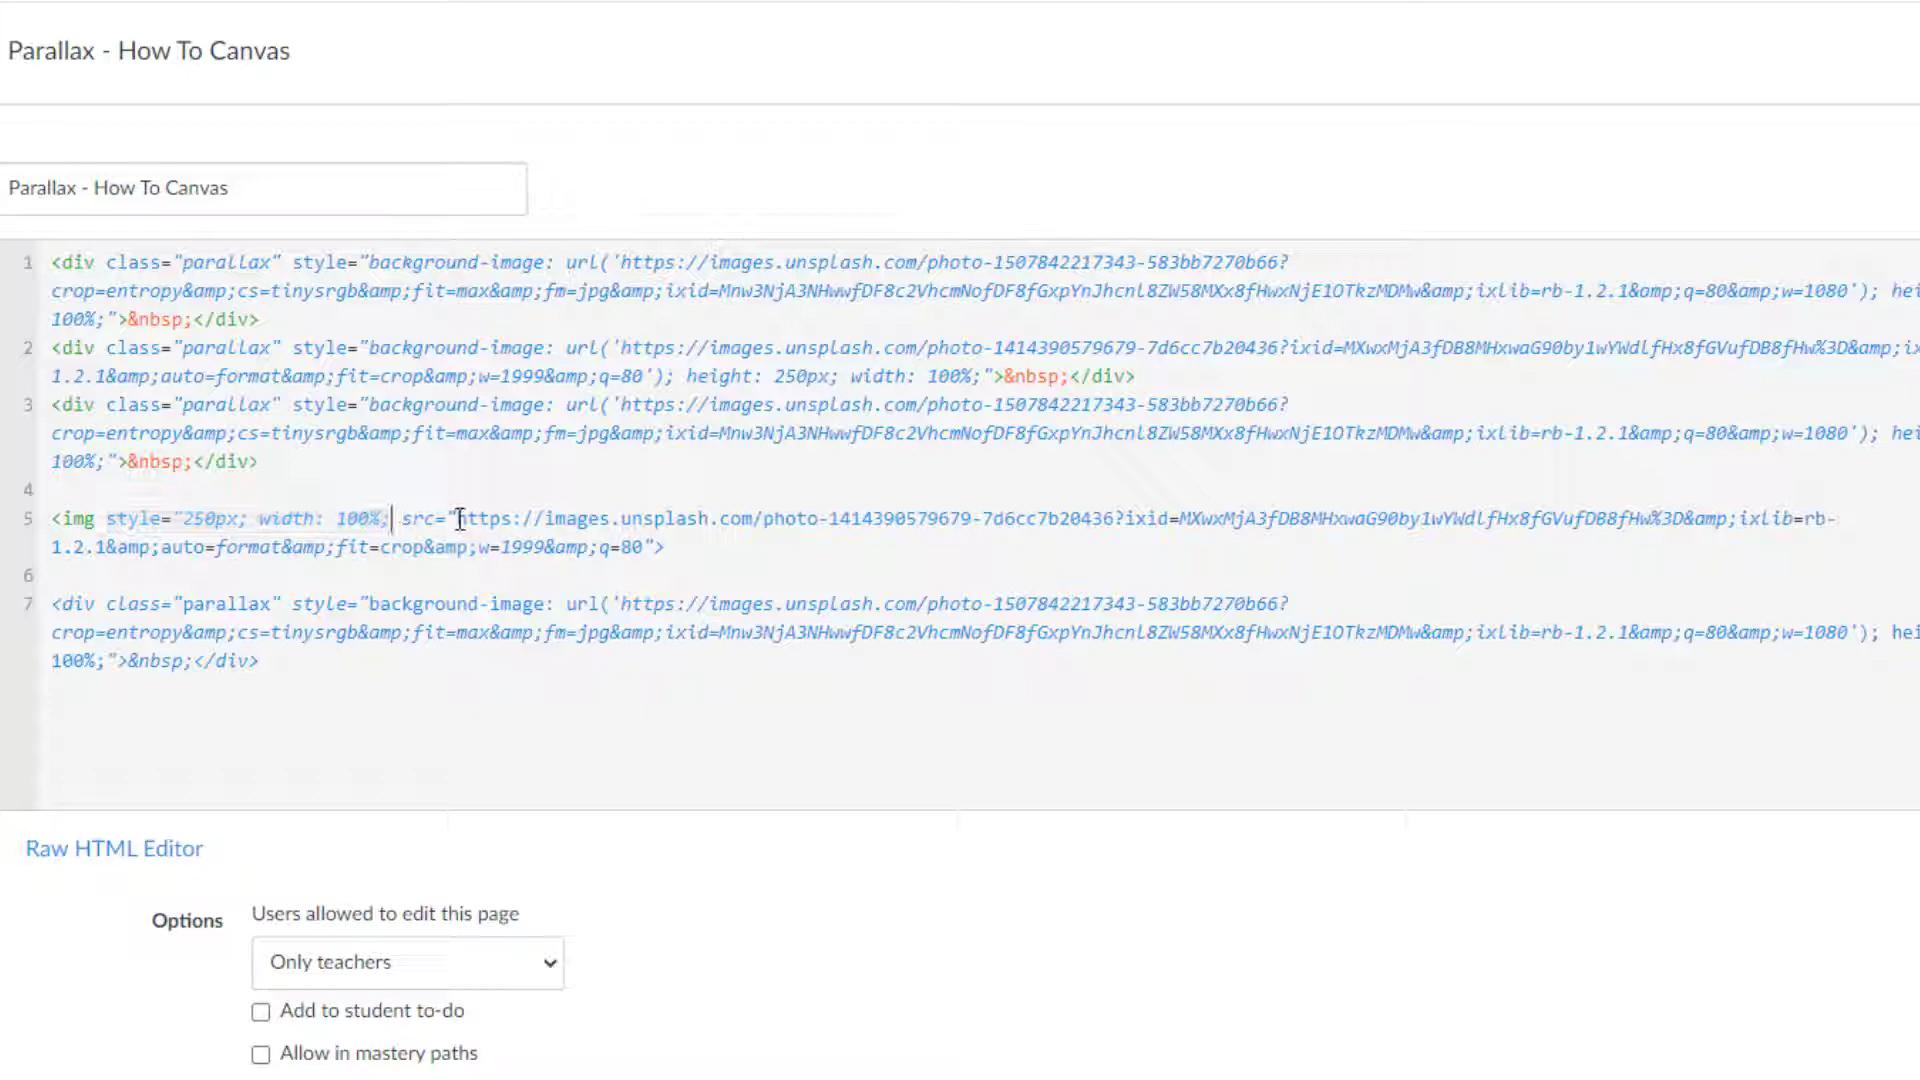 Parallax - How To Canvas
Parallax - How To Canvas
1 <div class="parallax" style="background-image: url('https://images.unsplash.com/photo-1507842217343-583bb7270b66?
crop=entropy&amp;cs=tinysrgb&amp;fit=max&amp;fm=jpg&amp;ixid=Mnw3NjA3NHwwfDF8c2VhcmNofDF8fGxpYnJhcnl8ZW58MXx8fHwxNjE1OTkzMDMw&amp;ixlib=rb-1.2.1&amp;q=80&amp;w=1080'); hei
100%;">&nbsp;</div>
2 <div class="parallax" style="background-image: url('https://images.unsplash.com/photo-1414390579679-7d6cc7b20436?ixid=MXwxMjA3fDB8MHxwaG90by1wYWdlfHx8fGVufDB8fHw%3D&amp;ix
1.2.1&amp;auto=format&amp;fit=crop&amp;w=1999&amp;q=80'); height: 250px; width: 100%;">&nbsp;</div>
3 <div class="parallax" style="background-image: url('https://images.unsplash.com/photo-1507842217343-583bb7270b66?
crop=entropy&amp;cs=tinysrgb&amp;fit=max&amp;fm=jpg&amp;ixid=Mnw3NjA3NHwwfDF8c2VhcmNofDF8fGxpYnJhcnl8ZW58MXx8fHwxNjE1OTkzMDMw&amp;ixlib=rb-1.2.1&amp;q=80&amp;w=1080'); hei
100%;">&nbsp;</div>
4
5 <img style="250px; width: 100%; src="https://images.unsplash.com/photo-1414390579679-7d6cc7b20436?ixid=MXwxMjA3fDB8MHxwaG90by1wYWdlfHx8fGVufDB8fHw%3D&amp;ixlib=rb-
1.2.1&amp;auto=format&amp;fit=crop&amp;w=1999&amp;q=80">
6
7 <div class="parallax" style="background-image: url('https://images.unsplash.com/photo-1507842217343-583bb7270b66?
crop=entropy&amp;cs=tinysrgb&amp;fit=max&amp;fm=jpg&amp;ixid=Mnw3NjA3NHwwfDF8c2VhcmNofDF8fGxpYnJhcnl8ZW58MXx8fHwxNjE1OTkzMDMw&amp;ixlib=rb-1.2.1&amp;q=80&amp;w=1080'); hei
100%;">&nbsp;</div>
Raw HTML Editor
Options
Users allowed to edit this page
Only teachers
Add to student to-do
Allow in mastery paths